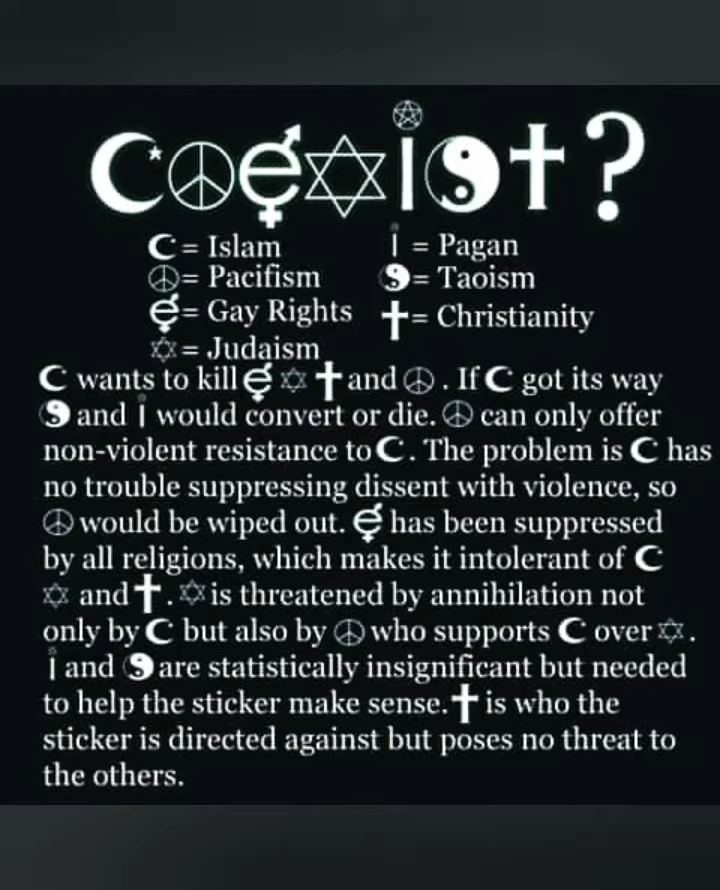 Coexist?
☪ = Islam
☮ = Pacifism
⚥ = Gay Rights
✡ = Judaism
i = Pagan
☯ = Taoism
✝ = Christianity
☪ wants to kill ⚥ ✡ ✝ and ☮. If ☪ got its way
☯ and i would convert or die. ☮ can only offer
non-violent resistance to ☪. The problem is ☪ has
no trouble suppressing dissent with violence, so
☮ would be wiped out. ⚥ has been suppressed
by all religions, which makes it intolerant of ☪
✡ and ✝. ✡ is threatened by annihilation not
only by ☪ but also by ☮ who supports ☪ over ✡.
i and ☯ are statistically insignificant but needed
to help the sticker make sense. ✝ is who the
sticker is directed against but poses no threat to
the others.